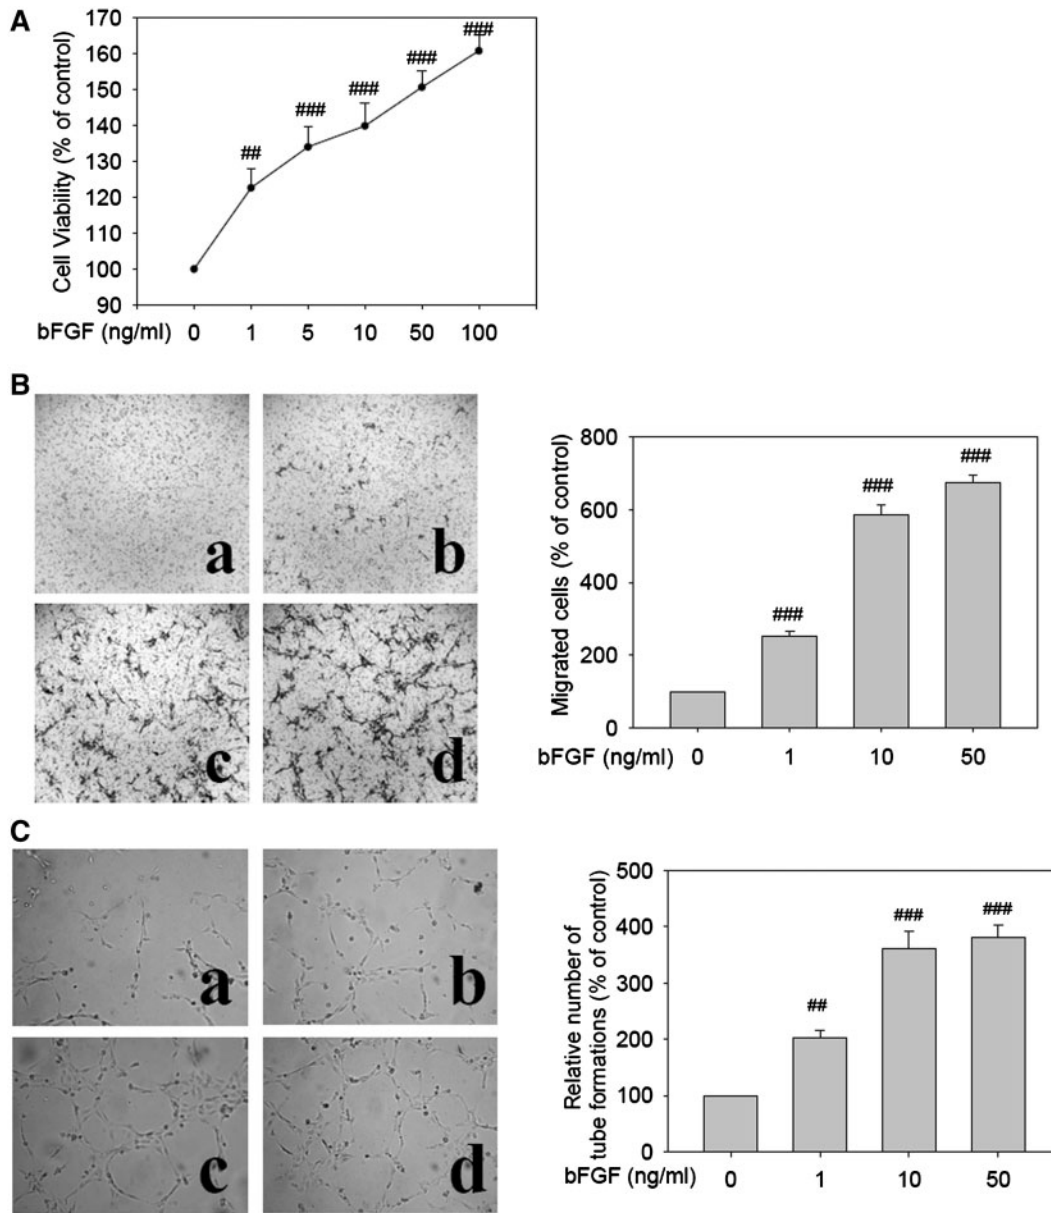 A
Cell Viability (% of control)
170
160
150
140
130
120
110
100
90
##
###
###
###
###
bFGF (ng/ml) 0 1 5 10 50 100
B
a
b
c
d
Migrated cells (% of control)
800
600
400
200
0
###
###
###
bFGF (ng/ml) 0 1 10 50
C
a
b
c
d
Relative number of
tube formations (% of control)
500
400
300
200
100
0
##
###
###
bFGF (ng/ml) 0 1 10 50